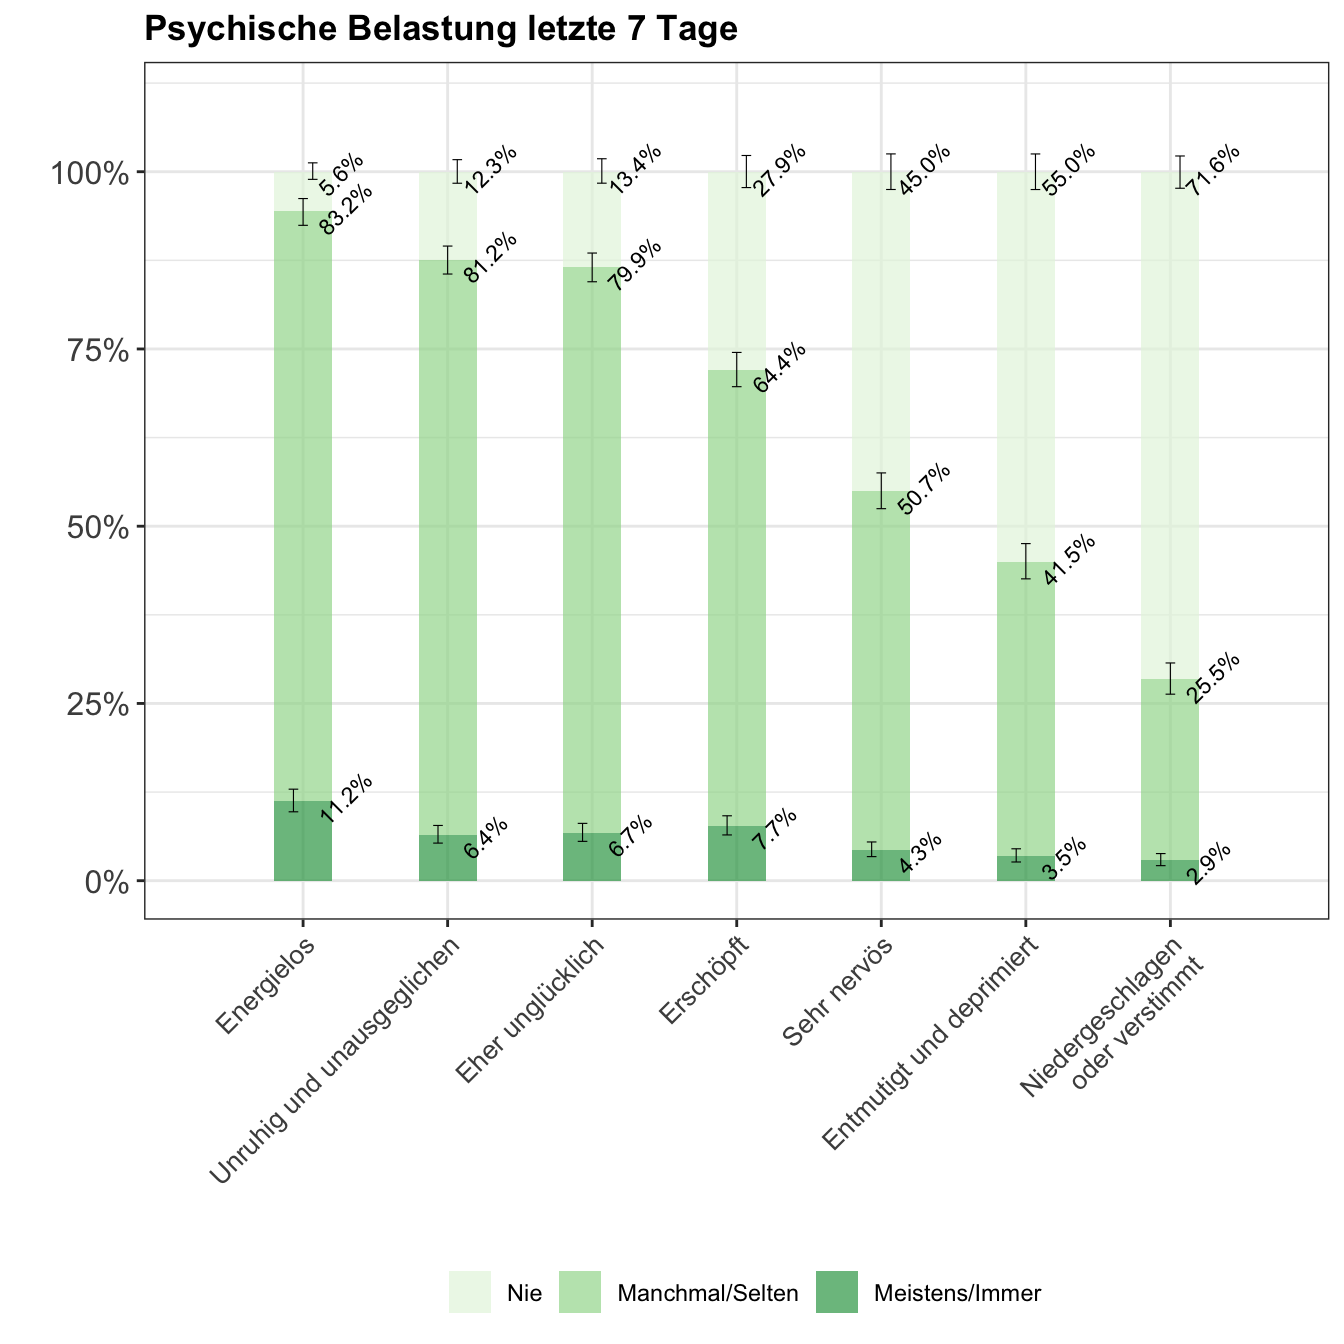 Psychische Belastung letzte 7 Tage
100%
75%
50%
25%
0%
5.6%
83.2%
11.2%
12.3%
81.2%
6.4%
13.4%
79.9%
6.7%
27.9%
64.4%
7.7%
45.0%
50.7%
4.3%
55.0%
41.5%
3.5%
71.6%
25.5%
2.9%
Energielos
Unruhig und unausgeglichen
Eher unglücklich
Erschöpft
Sehr nervös
Entmutigt und deprimiert
Niedergeschlagen
oder verstimmt
Nie
Manchmal/Selten
Meistens/Immer